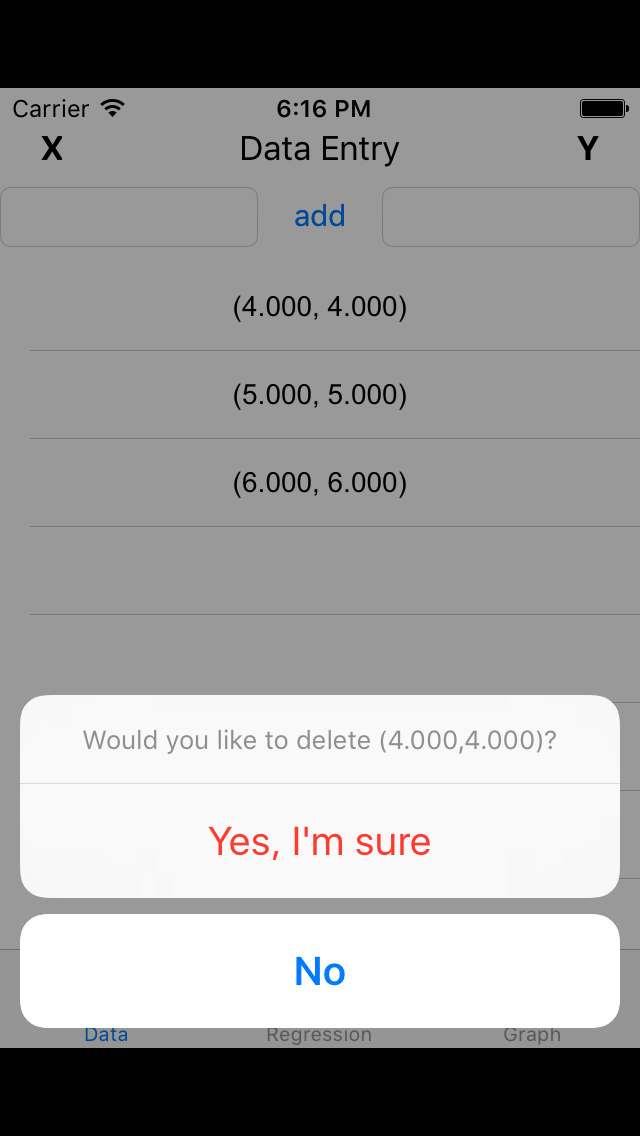 Carrier 6:16 PM
X Data Entry Y
add
(4.000, 4.000)
(5.000, 5.000)
(6.000, 6.000)
Would you like to delete (4.000,4.000)?
Yes, I'm sure
No
Data Regression Graph